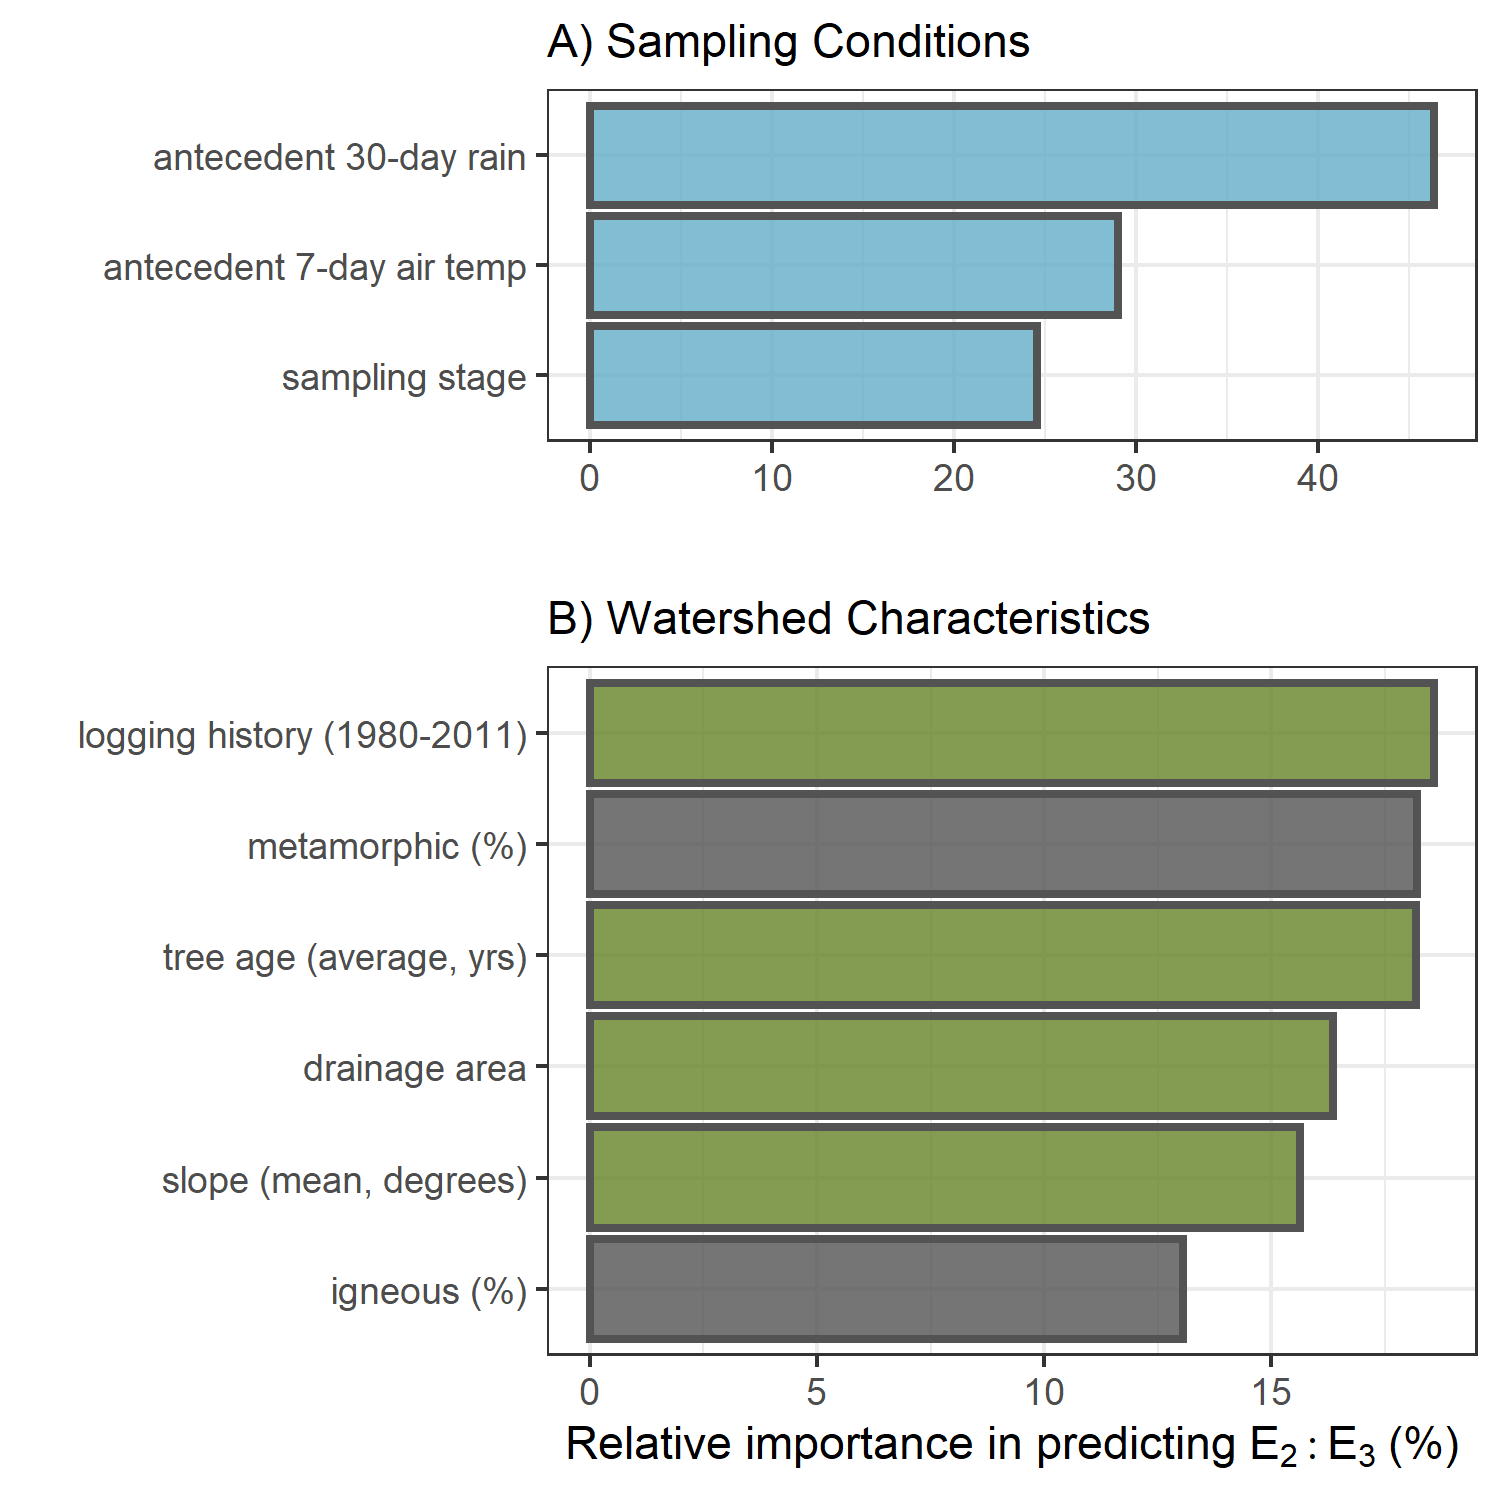 A) Sampling Conditions
antecedent 30-day rain
antecedent 7-day air temp
sampling stage
0 10 20 30 40
B) Watershed Characteristics
logging history (1980-2011)
metamorphic (%)
tree age (average, yrs)
drainage area
slope (mean, degrees)
igneous (%)
0 5 10 15
Relative importance in predicting E₂ : E₃ (%)